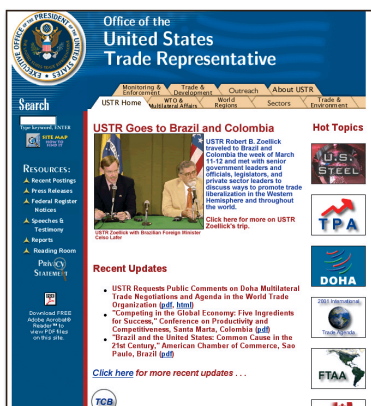 EXECUTIVE OFFICE OF THE PRESIDENT OF THE UNITED STATES
Office of the
United States
Trade Representative
Monitoring &
Enforcement
Trade &
Development
Outreach
About USTR
USTR Home
WTO &
Multilateral Affairs
World
Regions
Sectors
Trade &
Environment
Search
Type keyword, ENTER
SITE MAP
RESOURCES:
Recent Postings
Press Releases
Federal Register
Notices
Speeches &
Testimony
Reports
Reading Room
PRIVACY
STATEMENT
Download FREE
Adobe Acrobat®
Reader™ to
view PDF files
on this site.
USTR Goes to Brazil and Colombia
USTR Robert B. Zoellick
traveled to Brazil and
Colombia the week of March
11-12 and met with senior
government leaders and
officials, legislators, and
private sector leaders to
discuss ways to promote trade
liberalization in the Western
Hemisphere and throughout
the world.
Click here for more on USTR
Zoellick's trip.
USTR Zoellick with Brazilian Foreign Minister
Celso Lafer
Recent Updates
USTR Requests Public Comments on Doha Multilateral
Trade Negotiations and Agenda in the World Trade
Organization (pdf, html)
"Competing in the Global Economy: Five Ingredients
for Success," Conference on Productivity and
Competitiveness, Santa Marta, Colombia (pdf)
"Brazil and the United States: Common Cause in the
21st Century," American Chamber of Commerce, Sao
Paulo, Brazil (pdf)
Click here for more recent updates . . .
TCB
Hot Topics
U.S.
STEEL
TPA
DOHA
2001 International
Trade Agenda
FTAA